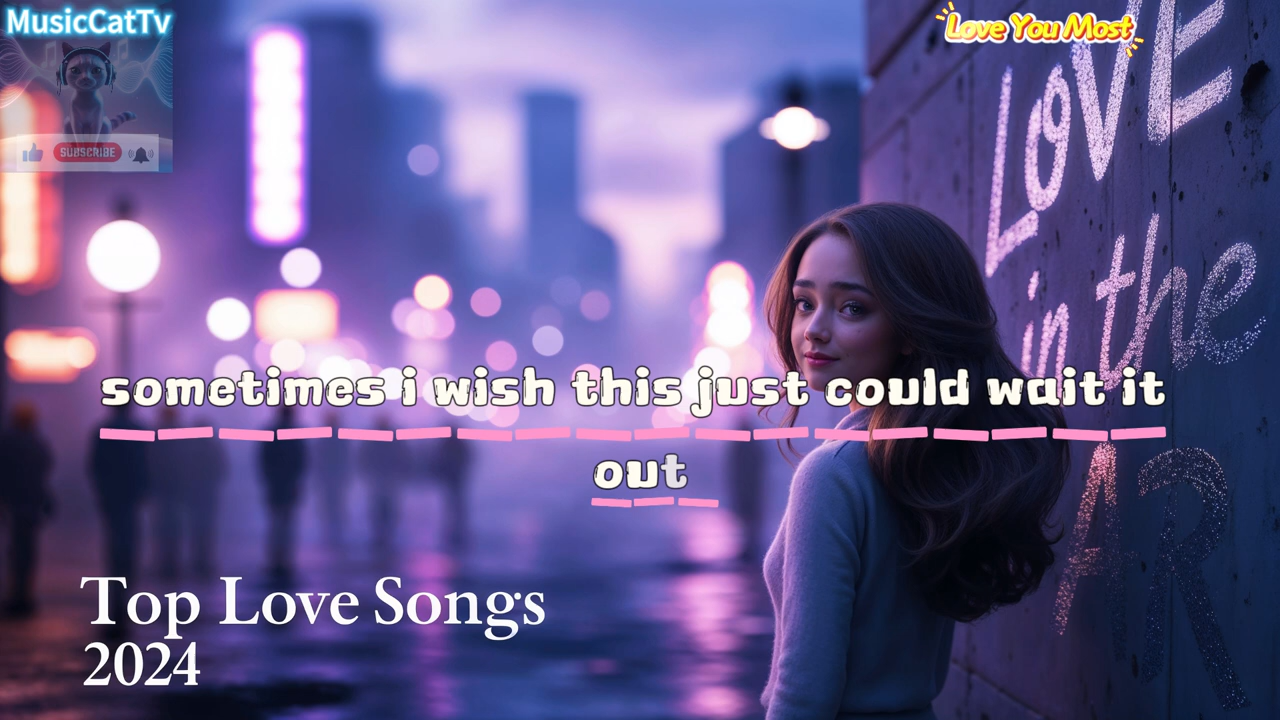 MusicCatTv
SUBSCRIBE
Love You Most
LOVE
in the
AR
sometimes i wish this just could wait it
out
Top Love Songs
2024